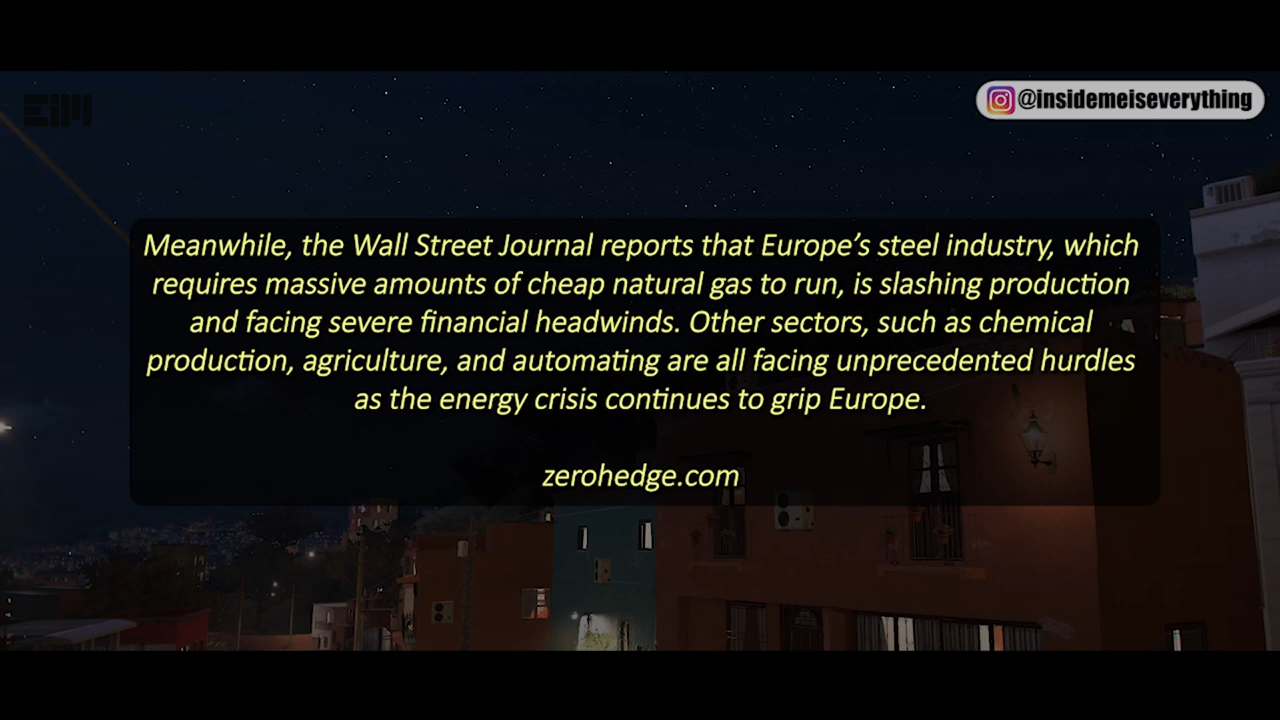 EIM
@insidemeiseverything
Meanwhile, the Wall Street Journal reports that Europe’s steel industry, which
requires massive amounts of cheap natural gas to run, is slashing production
and facing severe financial headwinds. Other sectors, such as chemical
production, agriculture, and automating are all facing unprecedented hurdles
as the energy crisis continues to grip Europe.
zerohedge.com